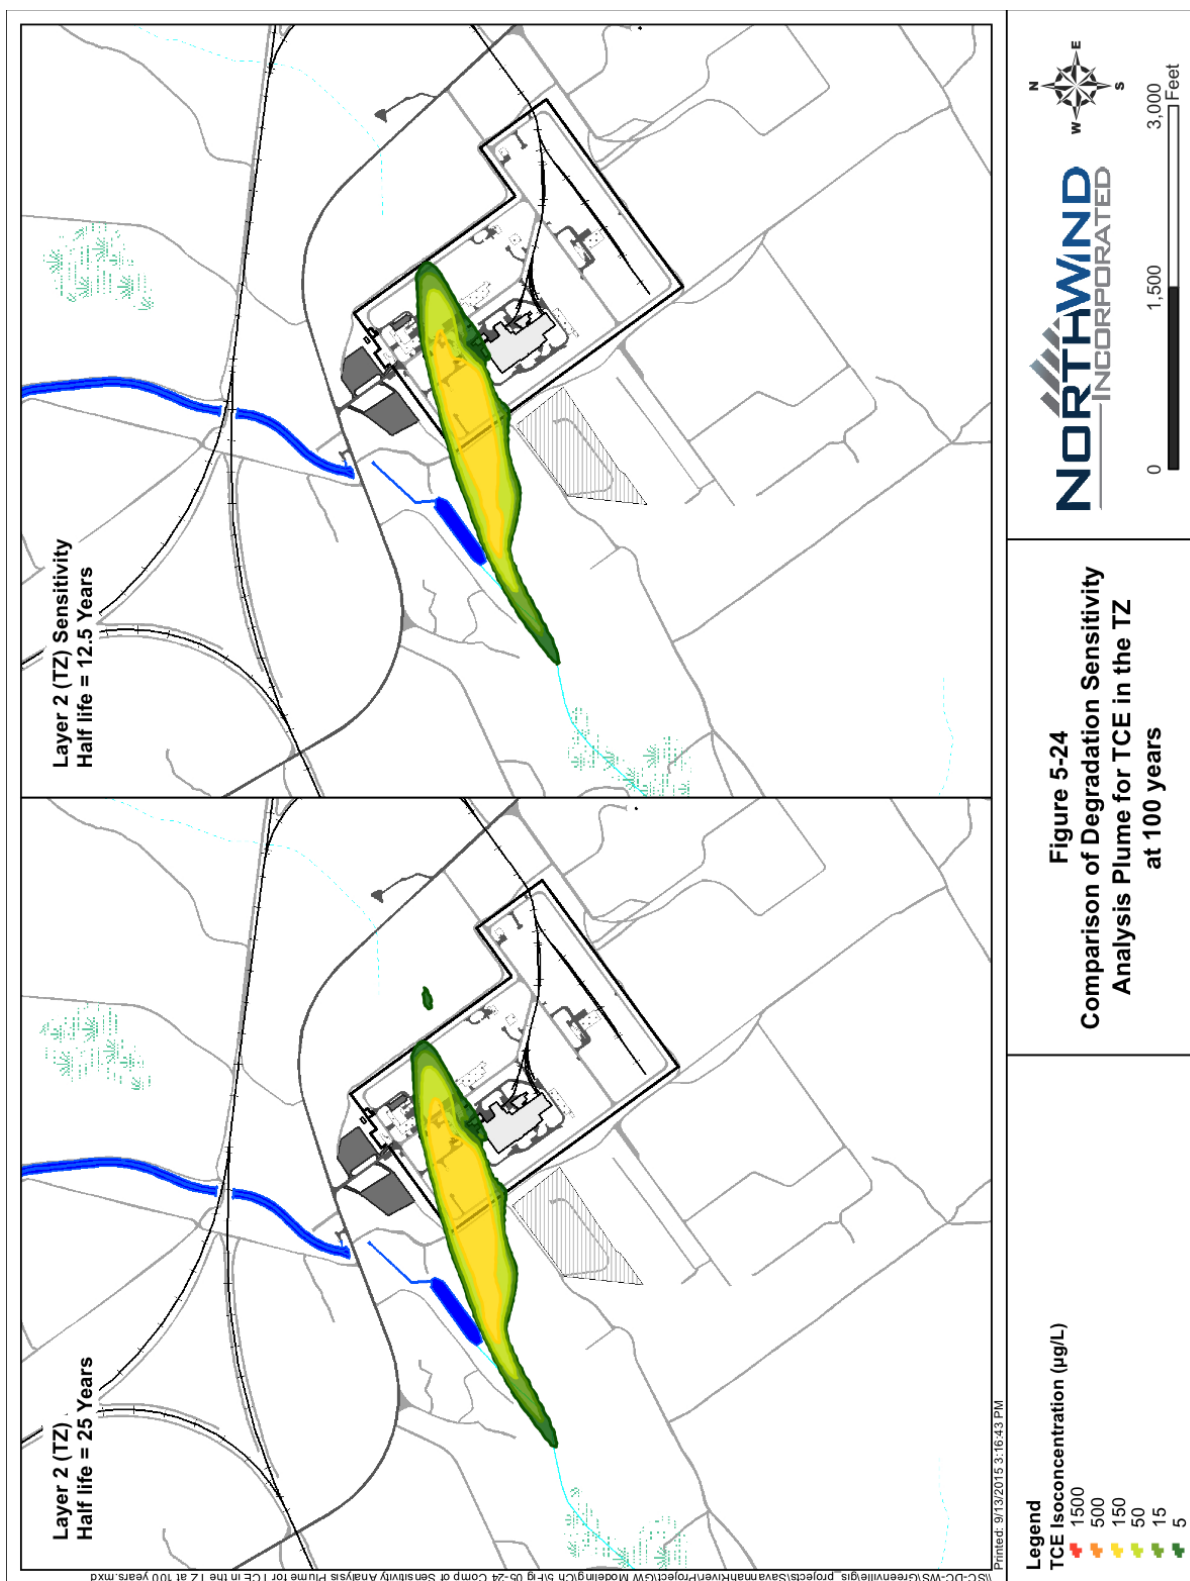 Layer 2 (TZ)
Half life = 25 Years
Layer 2 (TZ) Sensitivity
Half life = 12.5 Years
Printed: 9/13/2015 3:16:43 PM
Legend
TCE Isoconcentration (µg/L)
1500
500
150
50
15
5
Figure 5-24
Comparison of Degradation Sensitivity
Analysis Plume for TCE in the TZ
at 100 years
NORTHWIND
INCORPORATED
N
E
S
W
0 1,500 3,000
Feet